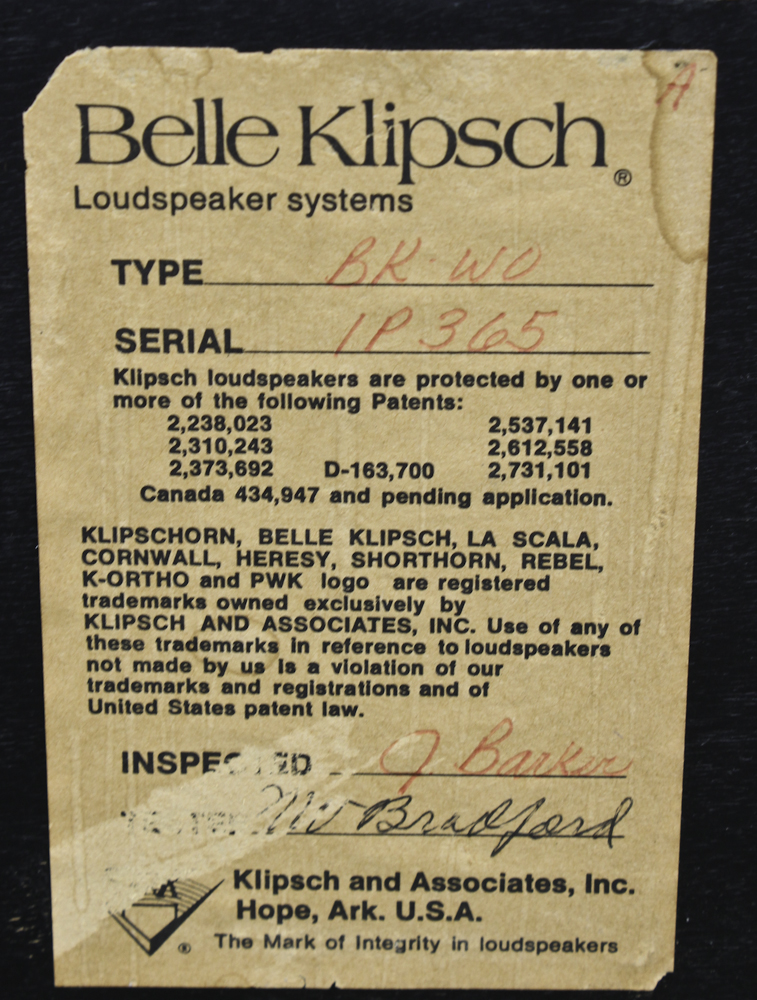 A
Belle Klipsch®
Loudspeaker systems
TYPE BK-WO
SERIAL 1P365
Klipsch loudspeakers are protected by one or
more of the following Patents:
2,238,023 2,537,141
2,310,243 2,612,558
2,373,692 D-163,700 2,731,101
Canada 434,947 and pending application.
KLIPSCHORN, BELLE KLIPSCH, LA SCALA,
CORNWALL, HERESY, SHORTHORN, REBEL,
K-ORTHO and PWK logo are registered
trademarks owned exclusively by
KLIPSCH AND ASSOCIATES, INC. Use of any of
these trademarks in reference to loudspeakers
not made by us is a violation of our
trademarks and registrations and of
United States patent law.
INSPECTED J Barker
Bradford
Klipsch and Associates, Inc.
Hope, Ark. U.S.A.
® The Mark of Integrity in loudspeakers